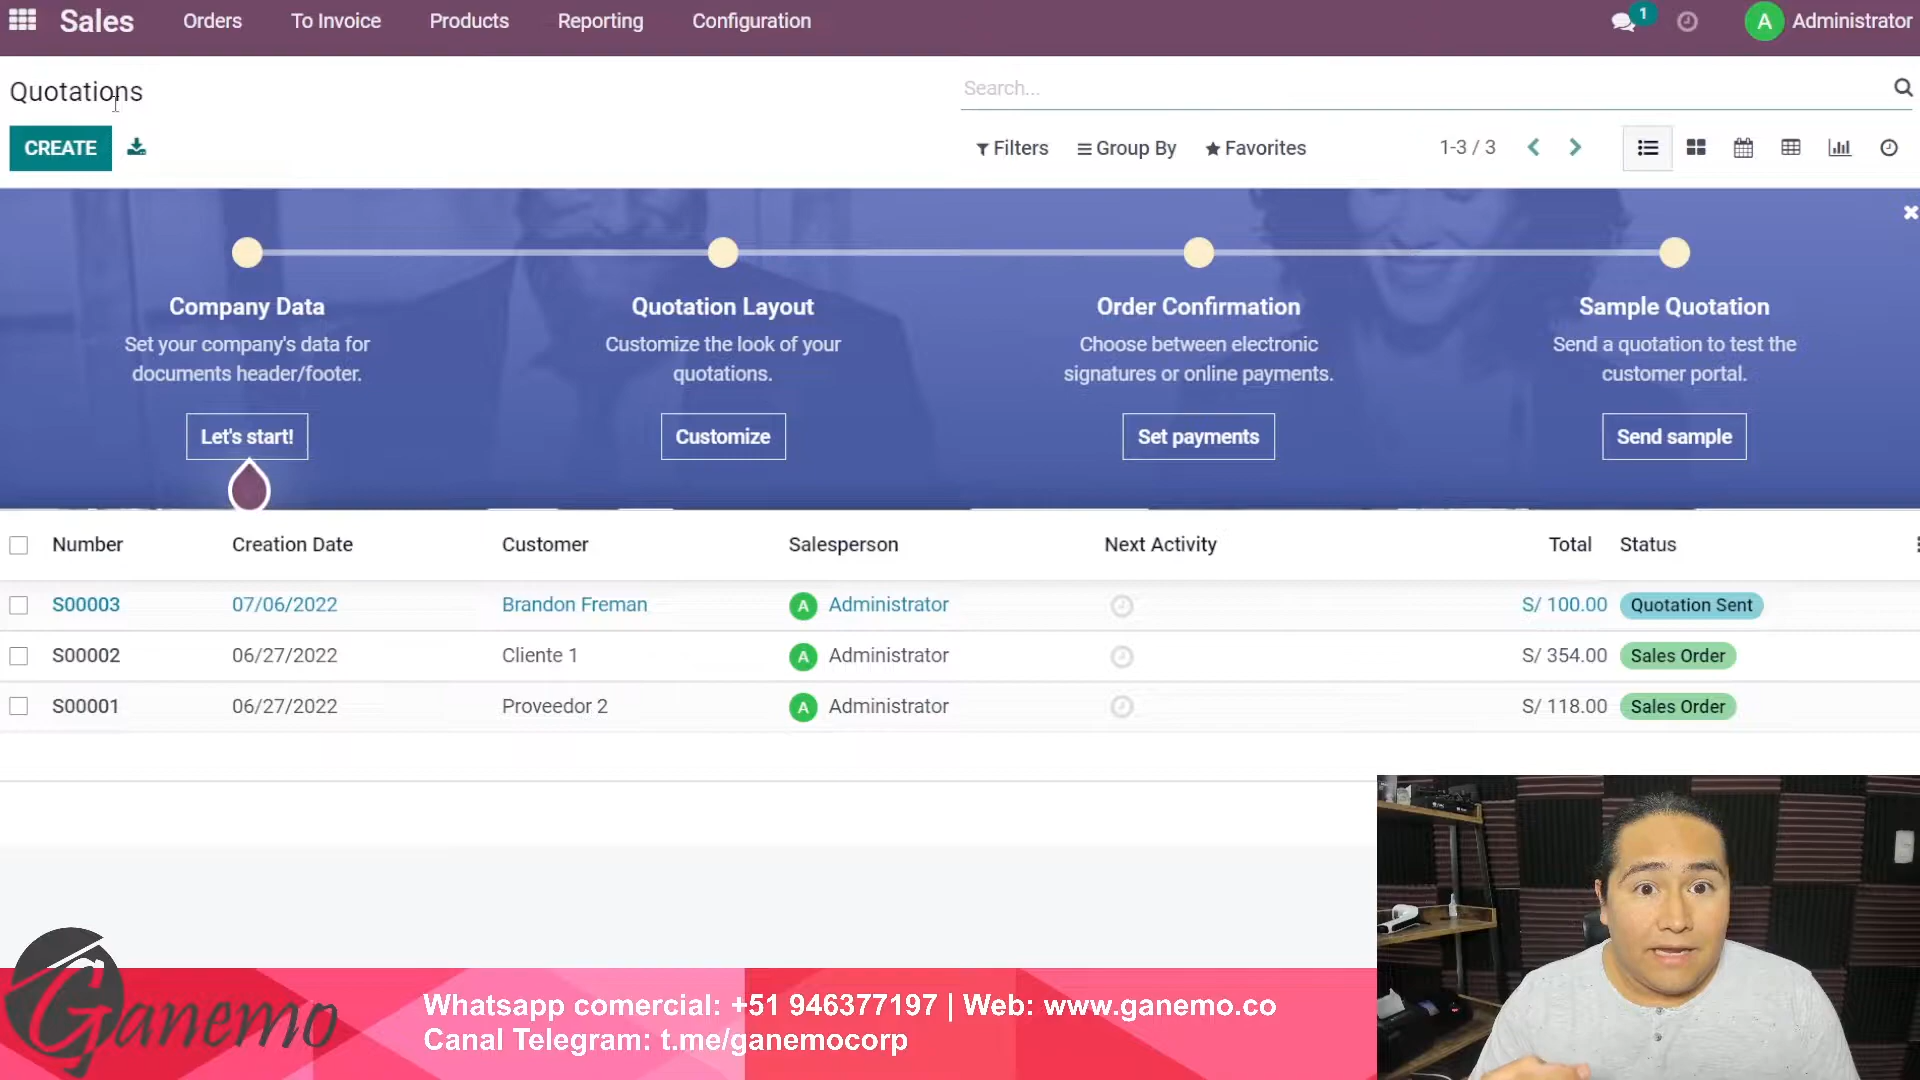 Sales Orders To Invoice Products Reporting Configuration 1 A Administrator
Quotations Search...
CREATE Filters Group By Favorites 1-3 / 3
Company Data Quotation Layout Order Confirmation Sample Quotation
Set your company's data for Customize the look of your Choose between electronic Send a quotation to test the
documents header/footer. quotations. signatures or online payments. customer portal.
Let's start! Customize Set payments Send sample
Number Creation Date Customer Salesperson Next Activity Total Status
S00003 07/06/2022 Brandon Freman A Administrator S/ 100.00 Quotation Sent
S00002 06/27/2022 Cliente 1 A Administrator S/ 354.00 Sales Order
S00001 06/27/2022 Proveedor 2 A Administrator S/ 118.00 Sales Order
Ganemo
Whatsapp comercial: +51 946377197 | Web: www.ganemo.co
Canal Telegram: t.me/ganemocorp